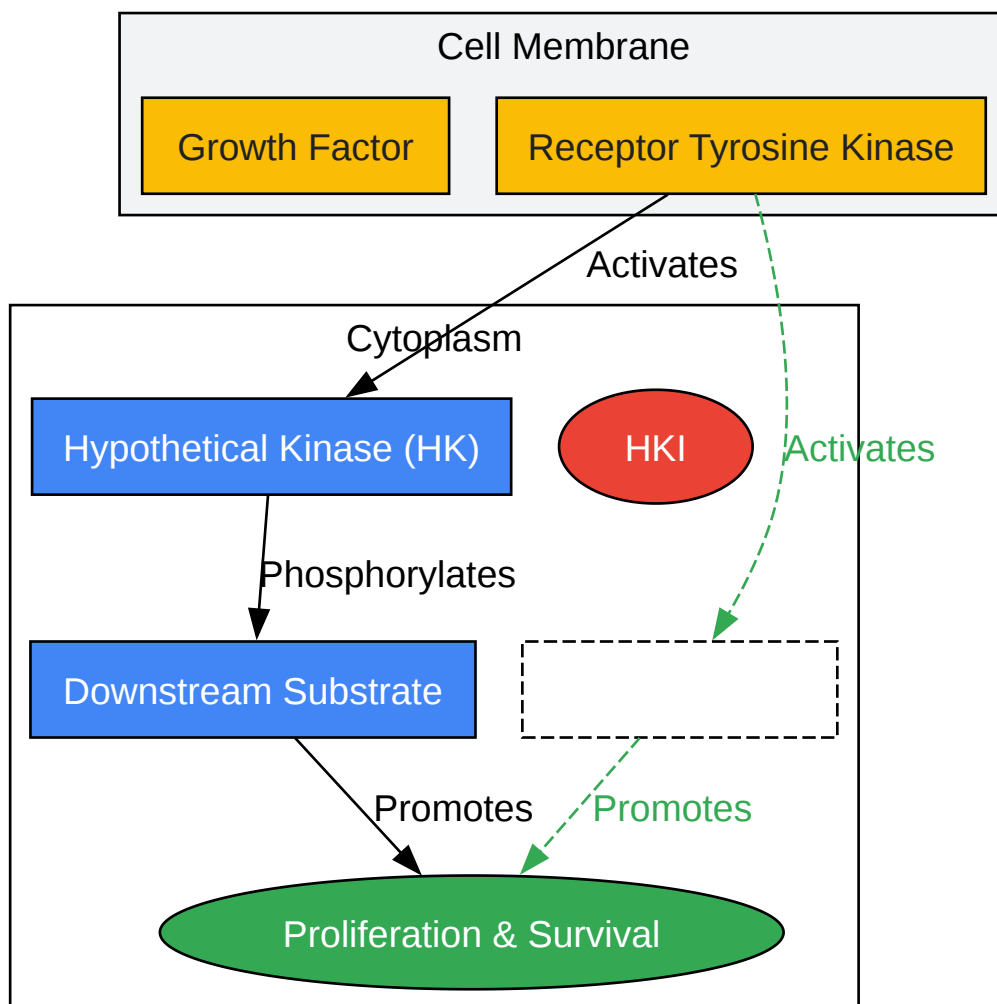 Cell Membrane
Growth Factor
Receptor Tyrosine Kinase
Activates
Cytoplasm
Hypothetical Kinase (HK)
HKI
Activates
Phosphorylates
Downstream Substrate
Promotes
Promotes
Proliferation & Survival